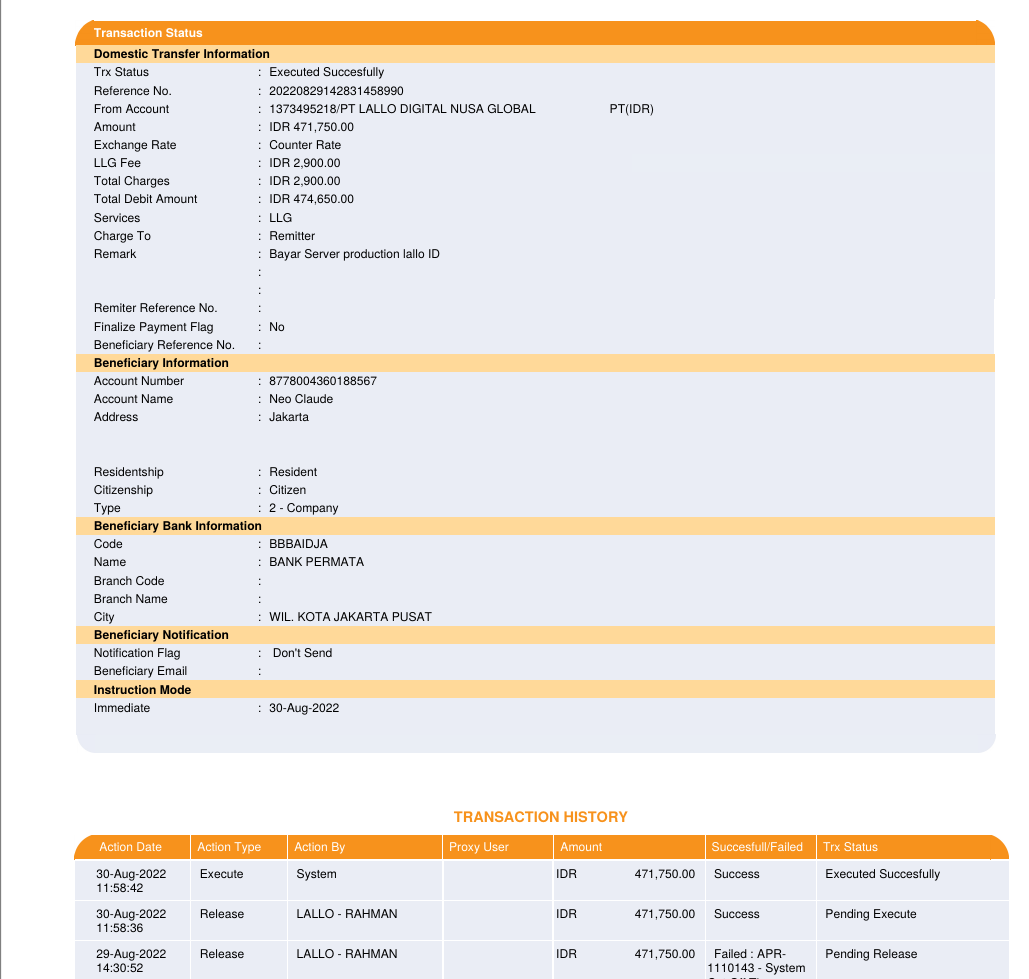 Transaction Status
Domestic Transfer Information
Trx Status : Executed Succesfully
Reference No. : 20220829142831458990
From Account : 1373495218/PT LALLO DIGITAL NUSA GLOBAL PT(IDR)
Amount : IDR 471,750.00
Exchange Rate : Counter Rate
LLG Fee : IDR 2,900.00
Total Charges : IDR 2,900.00
Total Debit Amount : IDR 474,650.00
Services : LLG
Charge To : Remitter
Remark : Bayar Server production lallo ID
:
:
Remiter Reference No. :
Finalize Payment Flag : No
Beneficiary Reference No. :
Beneficiary Information
Account Number : 8778004360188567
Account Name : Neo Claude
Address : Jakarta
Residentship : Resident
Citizenship : Citizen
Type : 2 - Company
Beneficiary Bank Information
Code : BBBAIDJA
Name : BANK PERMATA
Branch Code :
Branch Name :
City : WIL. KOTA JAKARTA PUSAT
Beneficiary Notification
Notification Flag : Don't Send
Beneficiary Email :
Instruction Mode
Immediate : 30-Aug-2022
TRANSACTION HISTORY
Action Date Action Type Action By Proxy User Amount Succesfull/Failed Trx Status
30-Aug-2022 Execute System IDR 471,750.00 Success Executed Succesfully
11:58:42
30-Aug-2022 Release LALLO - RAHMAN IDR 471,750.00 Success Pending Execute
11:58:36
29-Aug-2022 Release LALLO - RAHMAN IDR 471,750.00 Failed : APR- Pending Release
14:30:52 1110143 - System